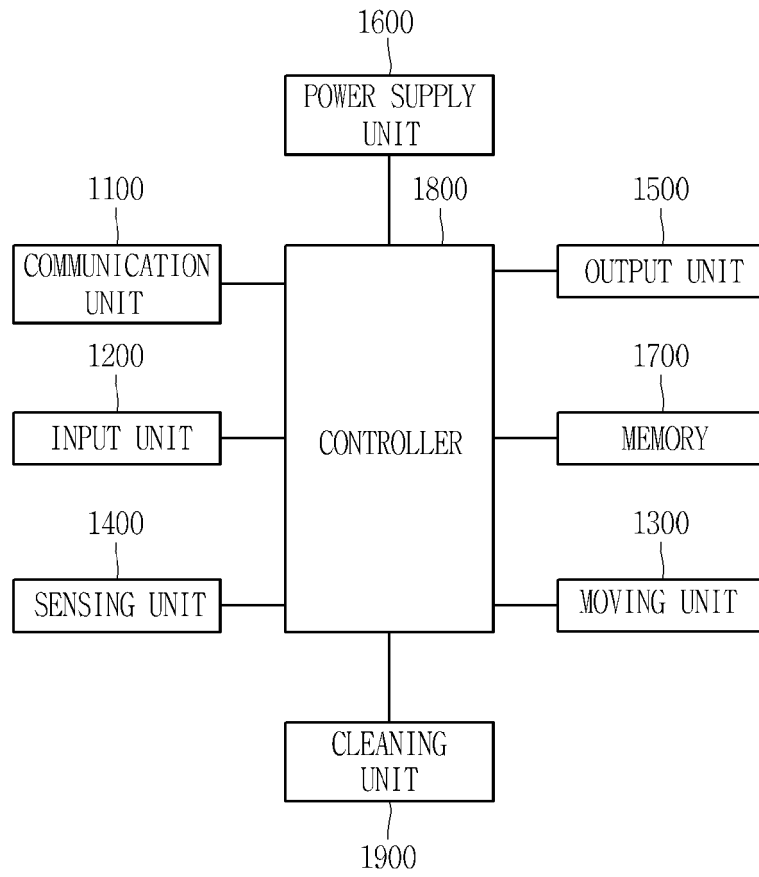 1600
POWER SUPPLY
UNIT
1100
1800
1500
COMMUNICATION
UNIT
OUTPUT UNIT
1200
1700
INPUT UNIT
CONTROLLER
MEMORY
1400
1300
SENSING UNIT
MOVING UNIT
CLEANING
UNIT
1900